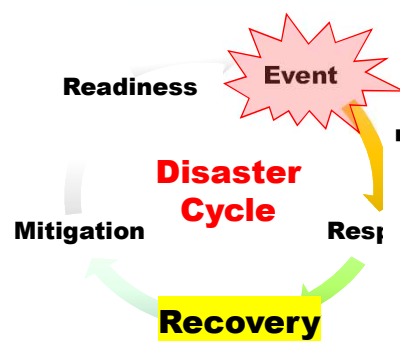 Event
Readiness
Disaster
Cycle
Mitigation
Resp
Recovery